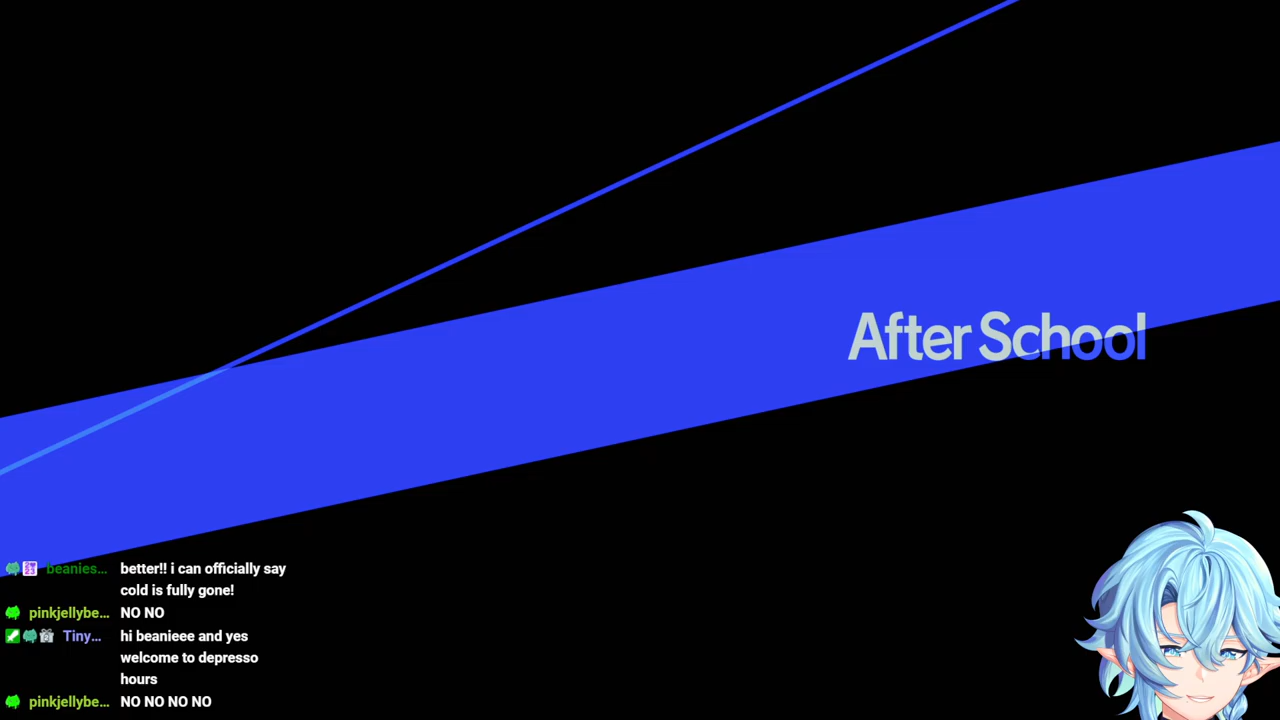 After School
beanies... better!! i can officially say
cold is fully gone!
pinkjellybe... NO NO
Tiny... hi beanieee and yes
welcome to depresso
hours
pinkjellybe... NO NO NO NO